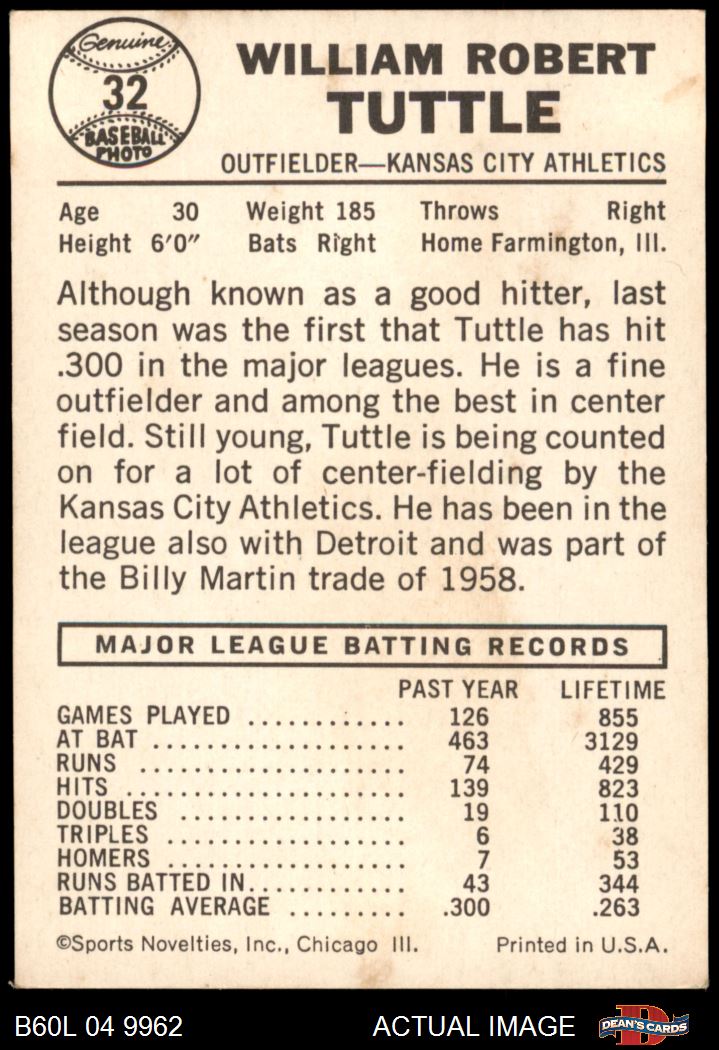 Genuine
32
BASEBALL
PHOTO
WILLIAM ROBERT
TUTTLE
OUTFIELDER—KANSAS CITY ATHLETICS
Age 30 Weight 185 Throws Right
Height 6'0" Bats Right Home Farmington, Ill.
Although known as a good hitter, last
season was the first that Tuttle has hit
.300 in the major leagues. He is a fine
outfielder and among the best in center
field. Still young, Tuttle is being counted
on for a lot of center-fielding by the
Kansas City Athletics. He has been in the
league also with Detroit and was part of
the Billy Martin trade of 1958.
MAJOR LEAGUE BATTING RECORDS
PAST YEAR LIFETIME
GAMES PLAYED ............ 126 855
AT BAT ................... 463 3129
RUNS .................... 74 429
HITS ..................... 139 823
DOUBLES ................. 19 110
TRIPLES .................. 6 38
HOMERS .................. 7 53
RUNS BATTED IN............ 43 344
BATTING AVERAGE ......... .300 .263
©Sports Novelties, Inc., Chicago Ill. Printed in U.S.A.
B60L 04 9962 ACTUAL IMAGE D DEAN'S CARDS